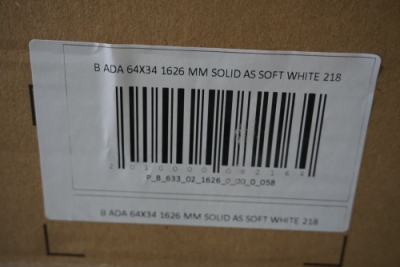 B ADA 64X34 1626 MM SOLID AS SOFT WHITE 218
P_B_633_02_1626_0_00_0_058
B ADA 64X34 1626 MM SOLID AS SOFT WHITE 218